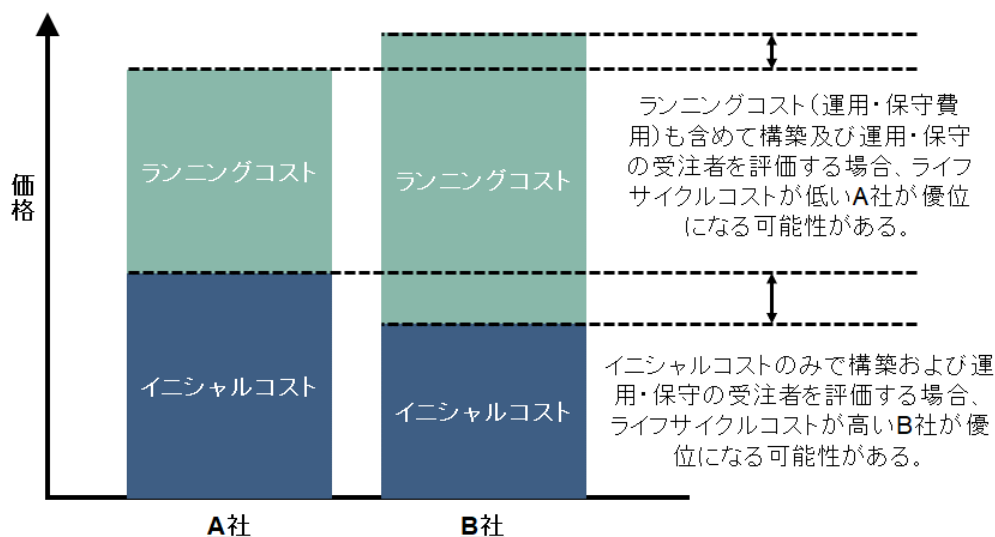 価格
ランニングコスト
イニシャルコスト
A社
ランニングコスト
イニシャルコスト
B社
ランニングコスト（運用・保守費
用）も含めて構築及び運用・保守
の受注者を評価する場合、ライフ
サイクルコストが低いA社が優位
になる可能性がある。
イニシャルコストのみで構築および運
用・保守の受注者を評価する場合、
ライフサイクルコストが高いB社が優
位になる可能性がある。